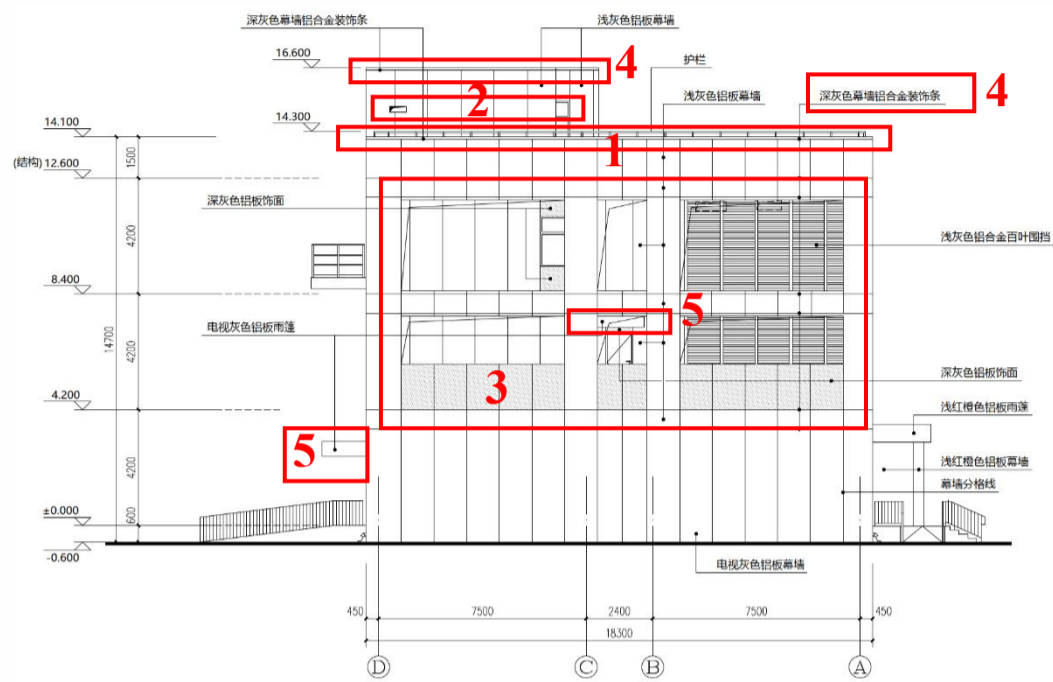 深灰色幕墙铝合金装饰条
浅灰色铝板幕墙
16.600
4
护栏
2
浅灰色铝板幕墙
深灰色幕墙铝合金装饰条
4
14.100
14.300
1
1500
(结构) 12.600
深灰色铝板饰面
4200
浅灰色铝合金百叶围挡
8.400
5
电视灰色铝板雨篷
14700
4200
3
深灰色铝板饰面
4.200
浅红橙色铝板雨蓬
5
4200
浅红橙色铝板幕墙
幕墙分格线
±0.000
600
-0.600
电视灰色铝板幕墙
450
7500
2400
7500
450
18300
D
C
B
A